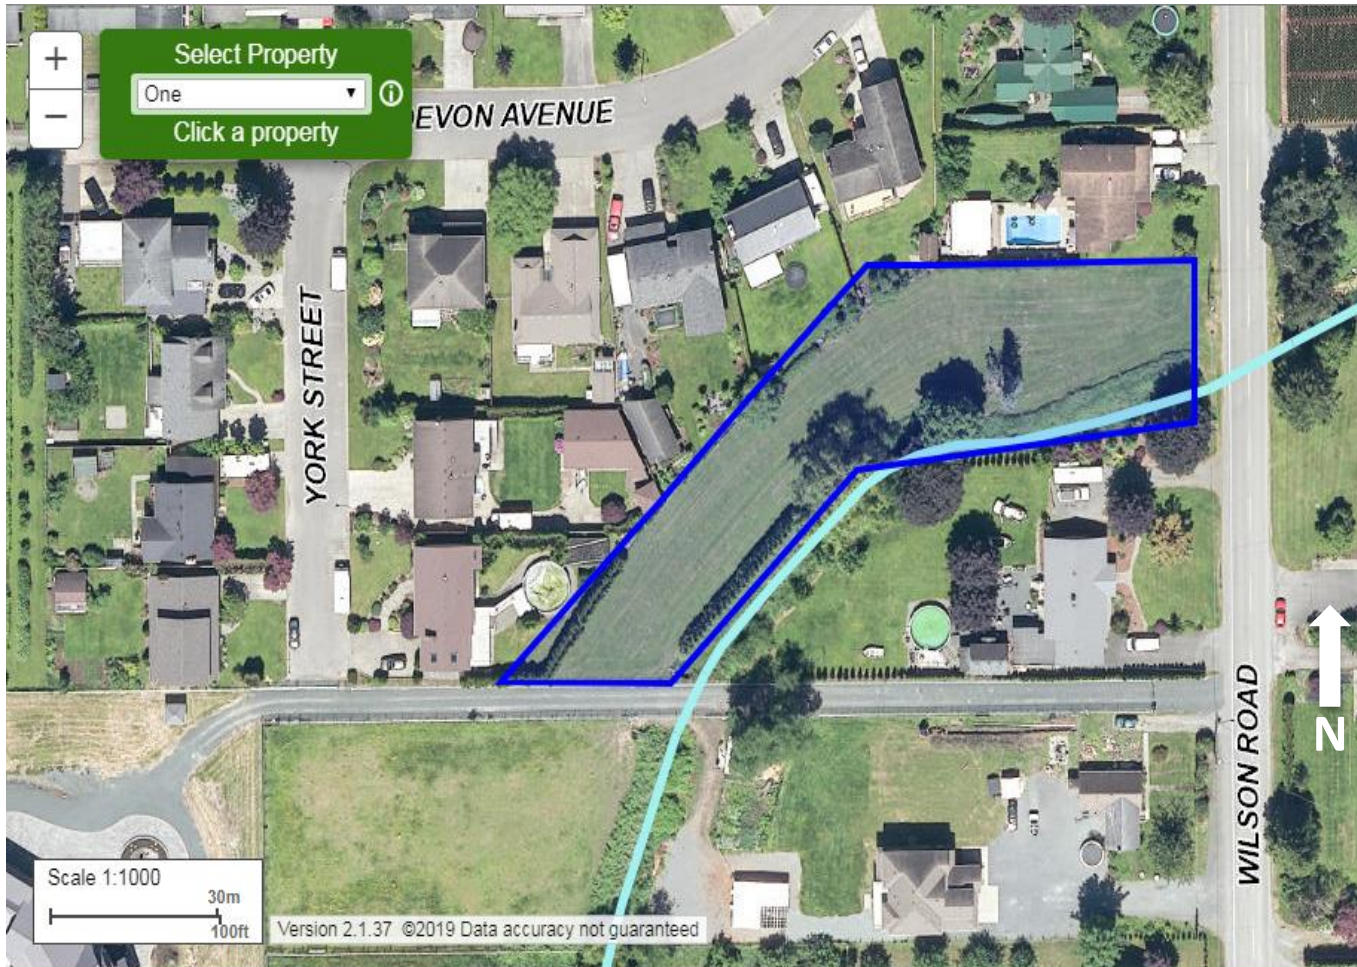 +
Select Property
One
i
−
Click a property
DEVON AVENUE
YORK STREET
N
WILSON ROAD
Scale 1:1000
30m
100ft
Version 2.1.37 ©2019 Data accuracy not guaranteed